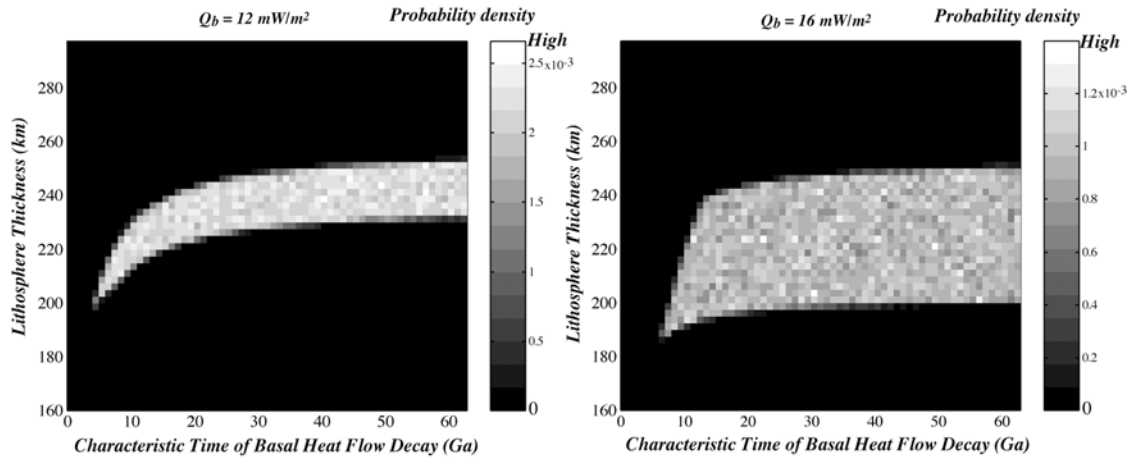 Q_b = 12 mW/m²
Probability density
High
2.5x10⁻³
2
1.5
1
0.5
0
280
260
240
220
200
180
160
Lithosphere Thickness (km)
0 10 20 30 40 50 60
Characteristic Time of Basal Heat Flow Decay (Ga)
Q_b = 16 mW/m²
Probability density
High
1.2x10⁻³
1
0.8
0.6
0.4
0.2
0
280
260
240
220
200
180
160
Lithosphere Thickness (km)
0 10 20 30 40 50 60
Characteristic Time of Basal Heat Flow Decay (Ga)